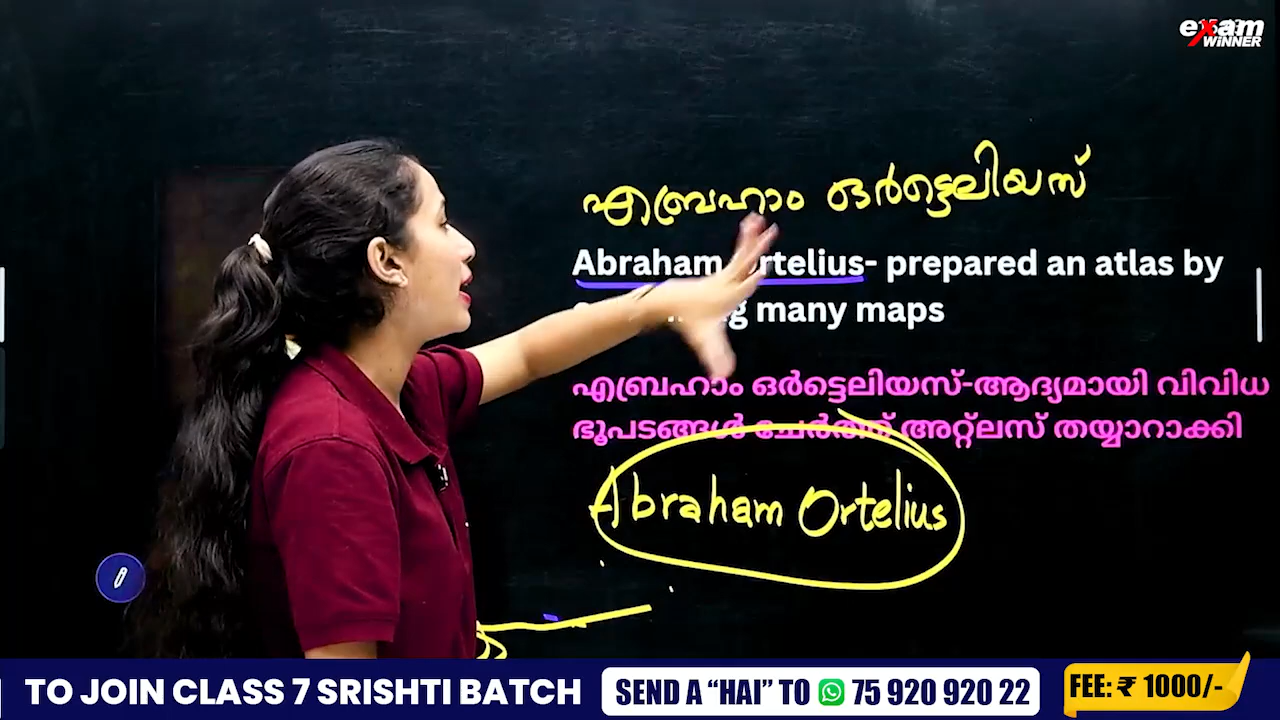 exam
WiNNER
എബ്രഹാം ഒർട്ടെലിയസ്
Abraham Ortelius- prepared an atlas by
many maps
എബ്രഹാം ഒർട്ടെലിയസ്-ആദ്യമായി വിവിധ
ഭൂപടങ്ങൾ ചേർത്ത് അറ്റ്ലസ് തയ്യാറാക്കി
Abraham Ortelius
TO JOIN CLASS 7 SRISHTI BATCH
SEND A “HAI” TO 75 920 920 22
FEE: ₹ 1000/-